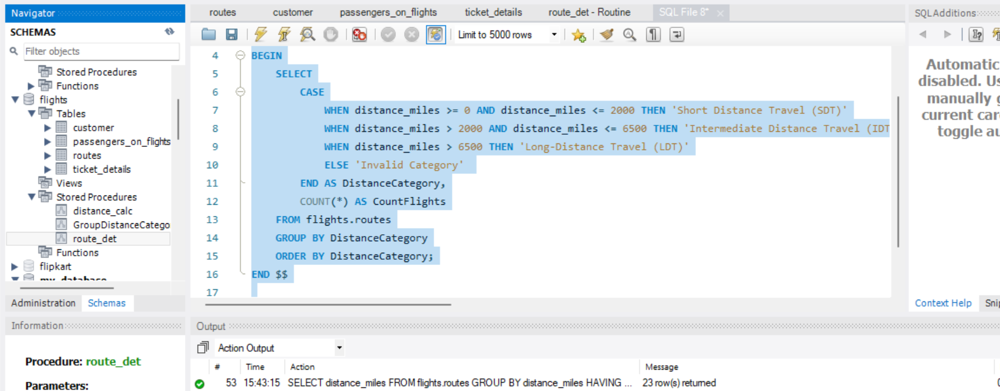 Navigator
SCHEMAS
Filter objects
Stored Procedures
Functions
flights
Tables
customer
passengers_on_flights
routes
ticket_details
Views
Stored Procedures
distance_calc
GroupDistanceCatego
route_det
Functions
flipkart
my_database
Administration Schemas
Information
Procedure: route_det
Parameters:
routes customer passengers_on_flights ticket_details route_det - Routine SQL File 8*
Limit to 5000 rows
4 BEGIN
5 SELECT
6 CASE
7 WHEN distance_miles >= 0 AND distance_miles <= 2000 THEN 'Short Distance Travel (SDT)'
8 WHEN distance_miles > 2000 AND distance_miles <= 6500 THEN 'Intermediate Distance Travel (IDT
9 WHEN distance_miles > 6500 THEN 'Long-Distance Travel (LDT)'
10 ELSE 'Invalid Category'
11 END AS DistanceCategory,
12 COUNT(*) AS CountFlights
13 FROM flights.routes
14 GROUP BY DistanceCategory
15 ORDER BY DistanceCategory;
16 END $$
17
Output
Action Output
# Time Action Message
53 15:43:15 SELECT distance_miles FROM flights.routes GROUP BY distance_miles HAVING ... 23 row(s) returned
SQLAdditions
Automatic
disabled. Us
manually g
current car
toggle au
Context Help Snip